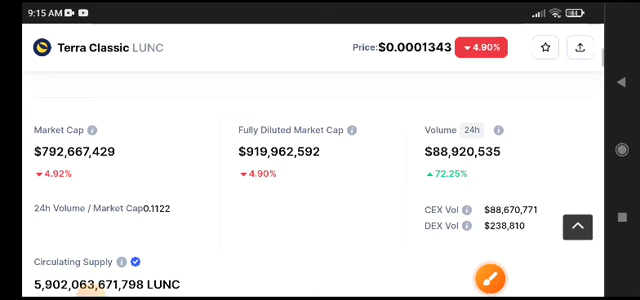 9:15 AM
Terra Classic LUNC
Price:$0.0001343 4.90%
Market Cap
$792,667,429
4.92%
24h Volume / Market Cap0.1122
Fully Diluted Market Cap
$919,962,592
4.90%
Volume 24h
$88,920,535
72.25%
CEX Vol $88,670,771
DEX Vol $238,810
Circulating Supply
5,902,063,671,798 LUNC